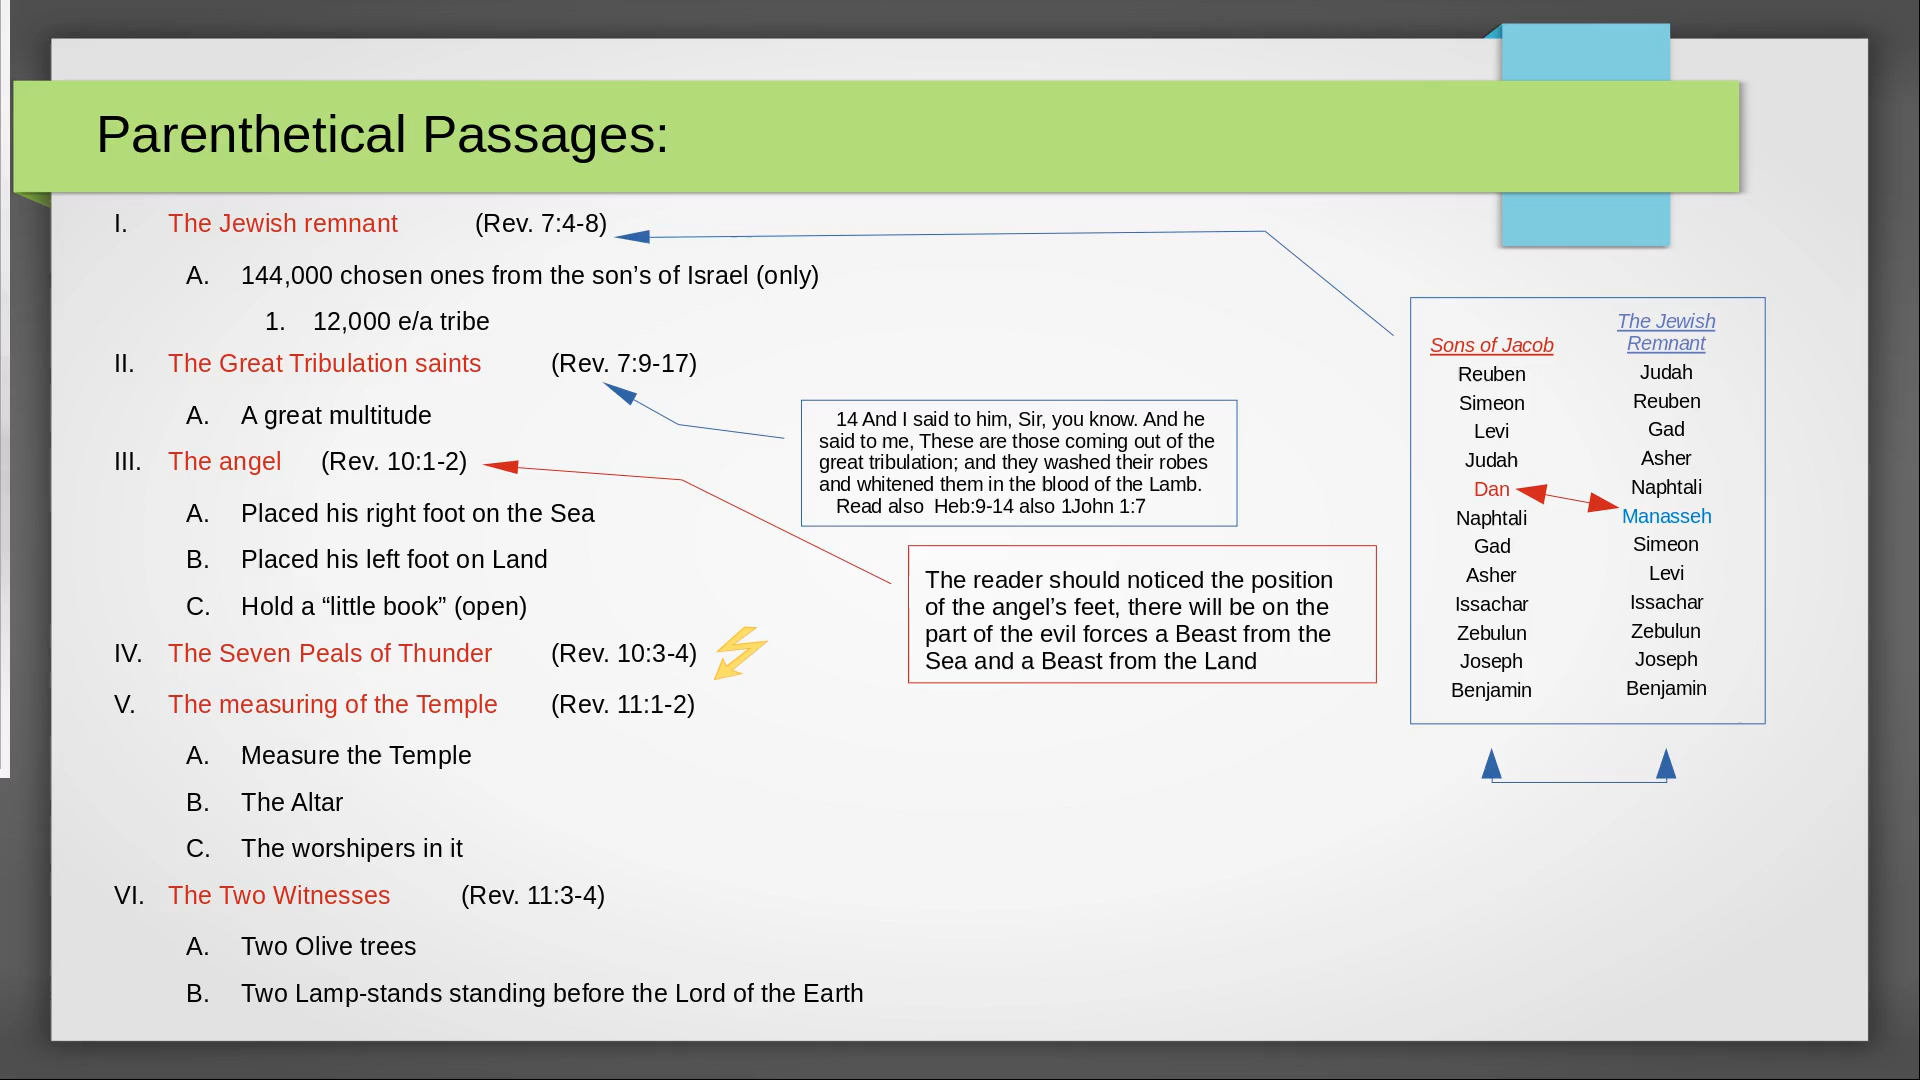 Parenthetical Passages:
I. The Jewish remnant (Rev. 7:4-8)
A. 144,000 chosen ones from the son’s of Israel (only)
1. 12,000 e/a tribe
II. The Great Tribulation saints (Rev. 7:9-17)
A. A great multitude
III. The angel (Rev. 10:1-2)
A. Placed his right foot on the Sea
B. Placed his left foot on Land
C. Hold a “little book” (open)
IV. The Seven Peals of Thunder (Rev. 10:3-4)
V. The measuring of the Temple (Rev. 11:1-2)
A. Measure the Temple
B. The Altar
C. The worshipers in it
VI. The Two Witnesses (Rev. 11:3-4)
A. Two Olive trees
B. Two Lamp-stands standing before the Lord of the Earth
14 And I said to him, Sir, you know. And he
said to me, These are those coming out of the
great tribulation; and they washed their robes
and whitened them in the blood of the Lamb.
Read also Heb:9-14 also 1John 1:7
The reader should noticed the position
of the angel’s feet, there will be on the
part of the evil forces a Beast from the
Sea and a Beast from the Land
Sons of Jacob
Reuben
Simeon
Levi
Judah
Dan
Naphtali
Gad
Asher
Issachar
Zebulun
Joseph
Benjamin
The Jewish
Remnant
Judah
Reuben
Gad
Asher
Naphtali
Manasseh
Simeon
Levi
Issachar
Zebulun
Joseph
Benjamin